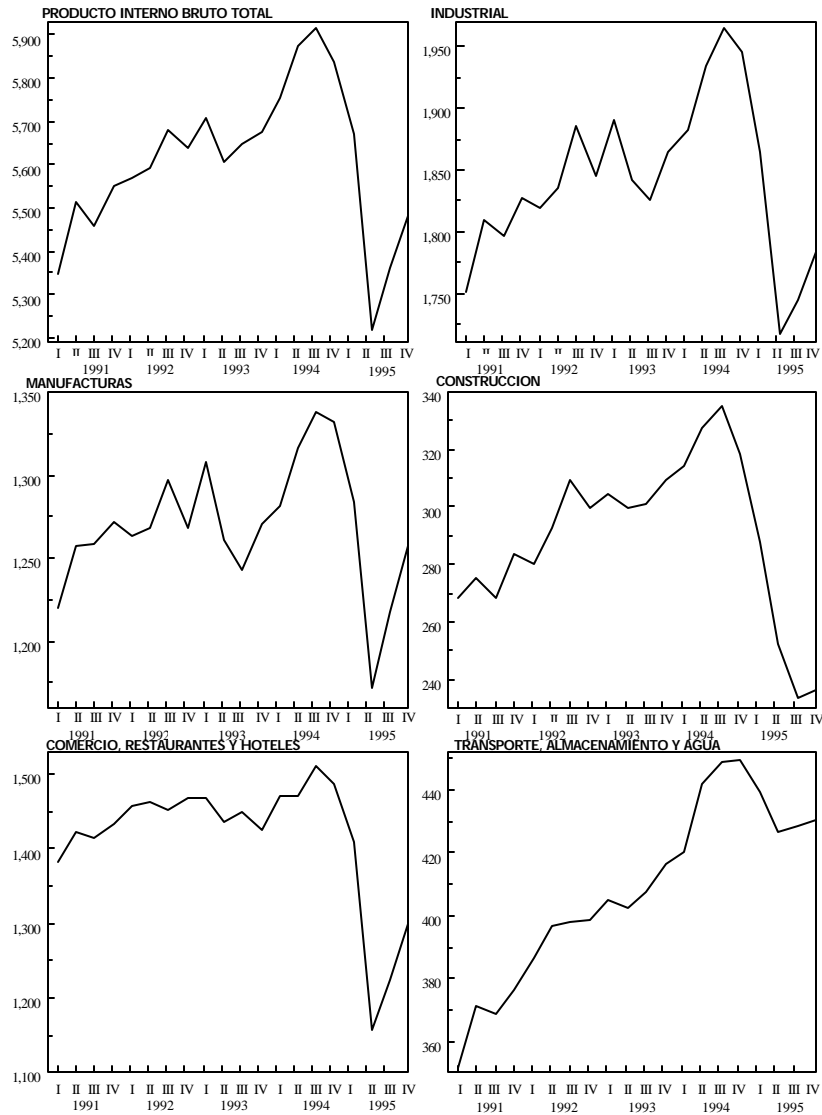 PRODUCTO INTERNO BRUTO TOTAL
5,900
5,800
5,700
5,600
5,500
5,400
5,300
5,200
I II III IV I II III IV I II III IV I II III IV I II III IV
1991 1992 1993 1994 1995
INDUSTRIAL
1,950
1,900
1,850
1,800
1,750
I II III IV I II III IV I II III IV I II III IV I II III IV
1991 1992 1993 1994 1995
MANUFACTURAS
1,350
1,300
1,250
1,200
I II III IV I II III IV I II III IV I II III IV I II III IV
1991 1992 1993 1994 1995
CONSTRUCCION
340
320
300
280
260
240
I II III IV I II III IV I II III IV I II III IV I II III IV
1991 1992 1993 1994 1995
COMERCIO, RESTAURANTES Y HOTELES
1,500
1,400
1,300
1,200
1,100
I II III IV I II III IV I II III IV I II III IV I II III IV
1991 1992 1993 1994 1995
TRANSPORTE, ALMACENAMIENTO Y AGUA
440
420
400
380
360
I II III IV I II III IV I II III IV I II III IV I II III IV
1991 1992 1993 1994 1995